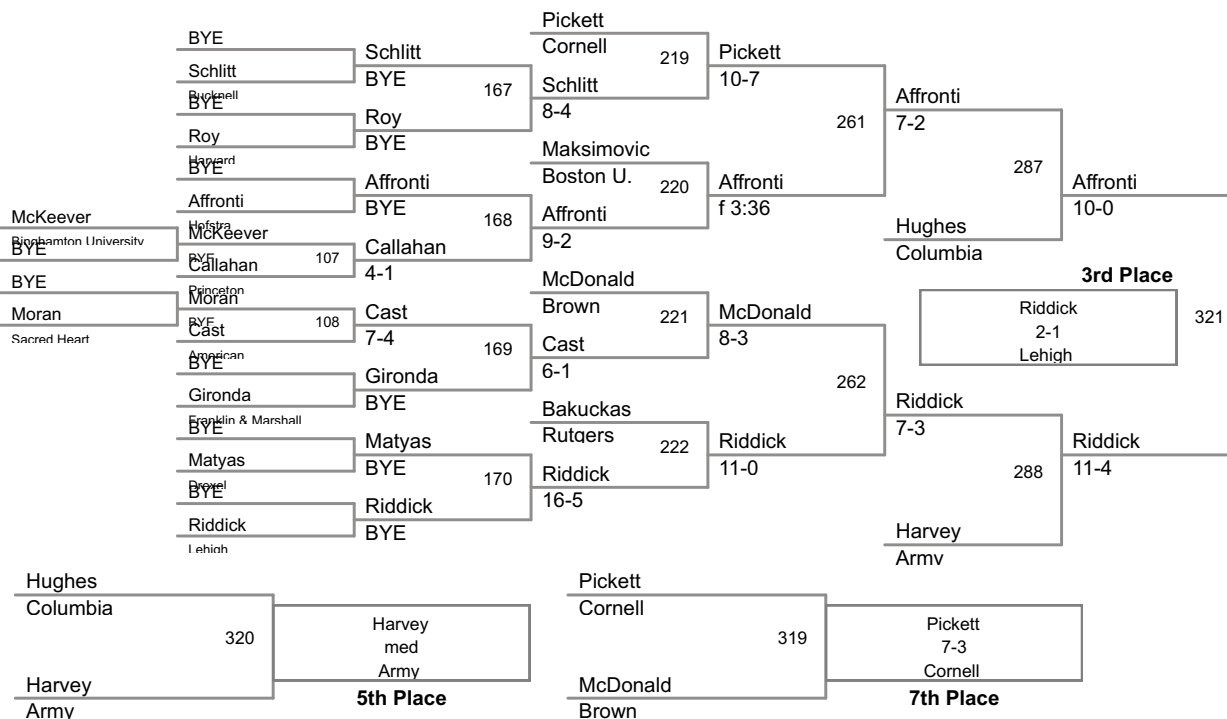 McKeever
Binghamton University
BYE
BYE
Moran
Sacred Heart
BYE
Schlitt
Bucknell
BYE
Roy
Harvard
BYE
Affronti
Hofstra
McKeever
BYE
107
Callahan
Princeton
Moran
BYE
108
Cast
American
BYE
Gironda
Franklin & Marshall
BYE
Matyas
Drexel
BYE
Riddick
Lehigh
Schlitt
BYE
167
Roy
BYE
Affronti
BYE
168
Callahan
4-1
Cast
7-4
169
Gironda
BYE
Matyas
BYE
170
Riddick
BYE
Pickett
Cornell
219
Schlitt
8-4
Maksimovic
Boston U.
220
Affronti
9-2
McDonald
Brown
221
Cast
6-1
Bakuckas
Rutgers
222
Riddick
16-5
Pickett
10-7
261
Affronti
f 3:36
McDonald
8-3
262
Riddick
11-0
Affronti
7-2
287
Hughes
Columbia
Riddick
7-3
288
Harvey
Army
Affronti
10-0
3rd Place
Riddick
2-1
Lehigh
321
Riddick
11-4
Hughes
Columbia
320
Harvey
Army
Harvey
med
Army
5th Place
Pickett
Cornell
319
McDonald
Brown
Pickett
7-3
Cornell
7th Place